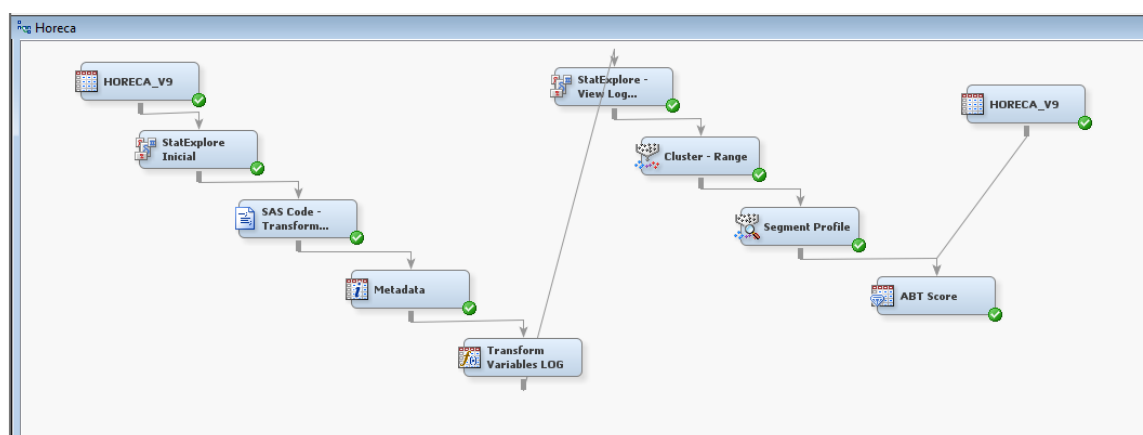 Horeca
HORECA_V9
StatExplore
Inicial
SAS Code -
Transform...
Metadata
Transform
Variables LOG
StatExplore -
View Log...
Cluster - Range
Segment Profile
HORECA_V9
ABT Score